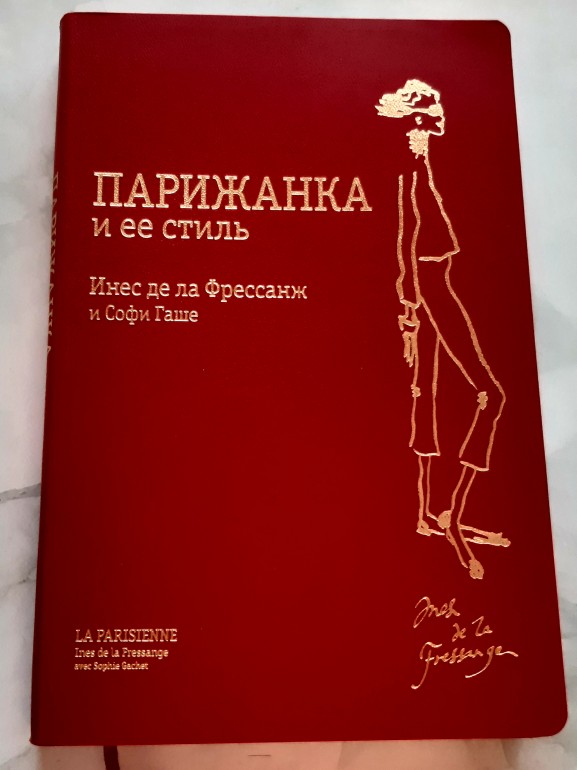 ПАРИЖАНКА
и ее стиль
Инес де ла Фрессанж
и Софи Гаше
LA PARISIENNE
Ines de la Fressange
avec Sophie Gachet
Ines
de la
Fressange
ПАРИЖАНКА